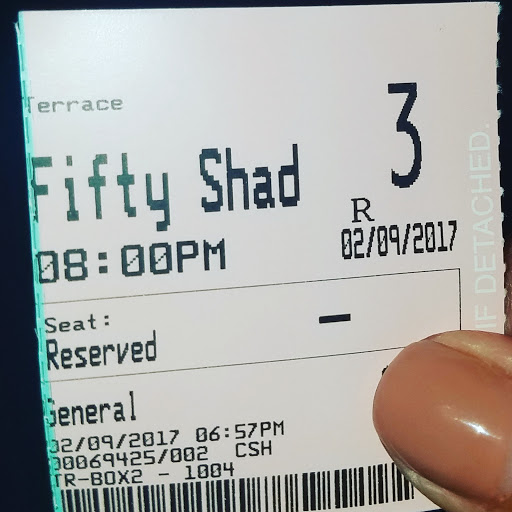 Terrace
3
Fifty Shad
R
08:00PM
02/09/2017
Seat: –
Reserved
General
02/09/2017 06:57PM
00069425/002 CSH
TR-BOX2 - 1004
IF DETACHED.